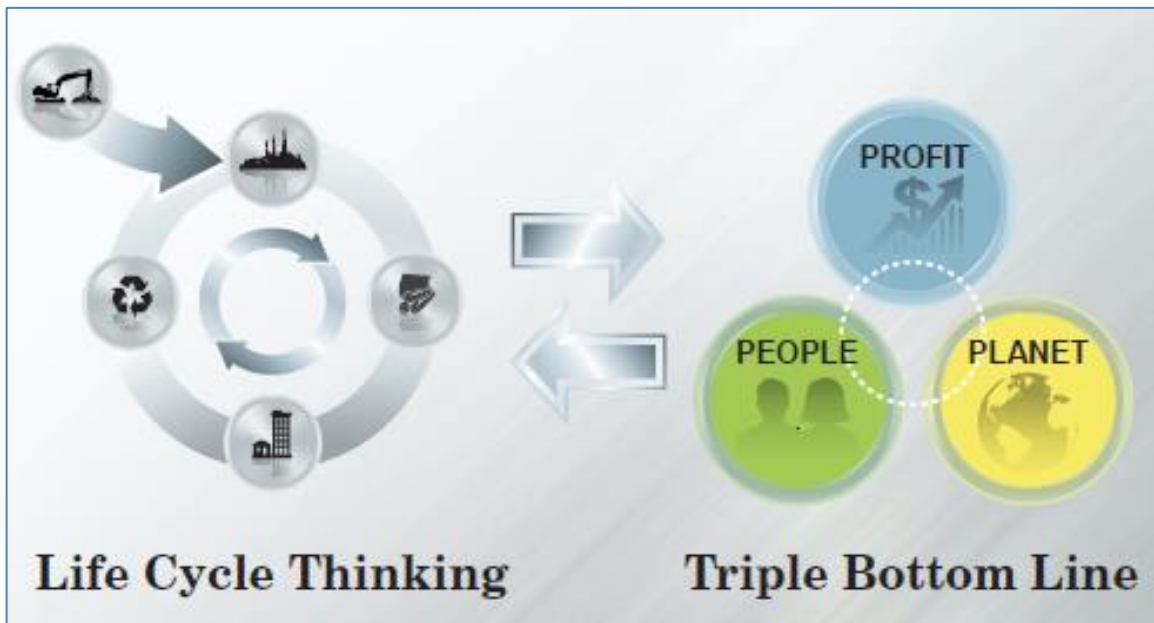 PROFIT
$
PEOPLE
PLANET
Life Cycle Thinking
Triple Bottom Line